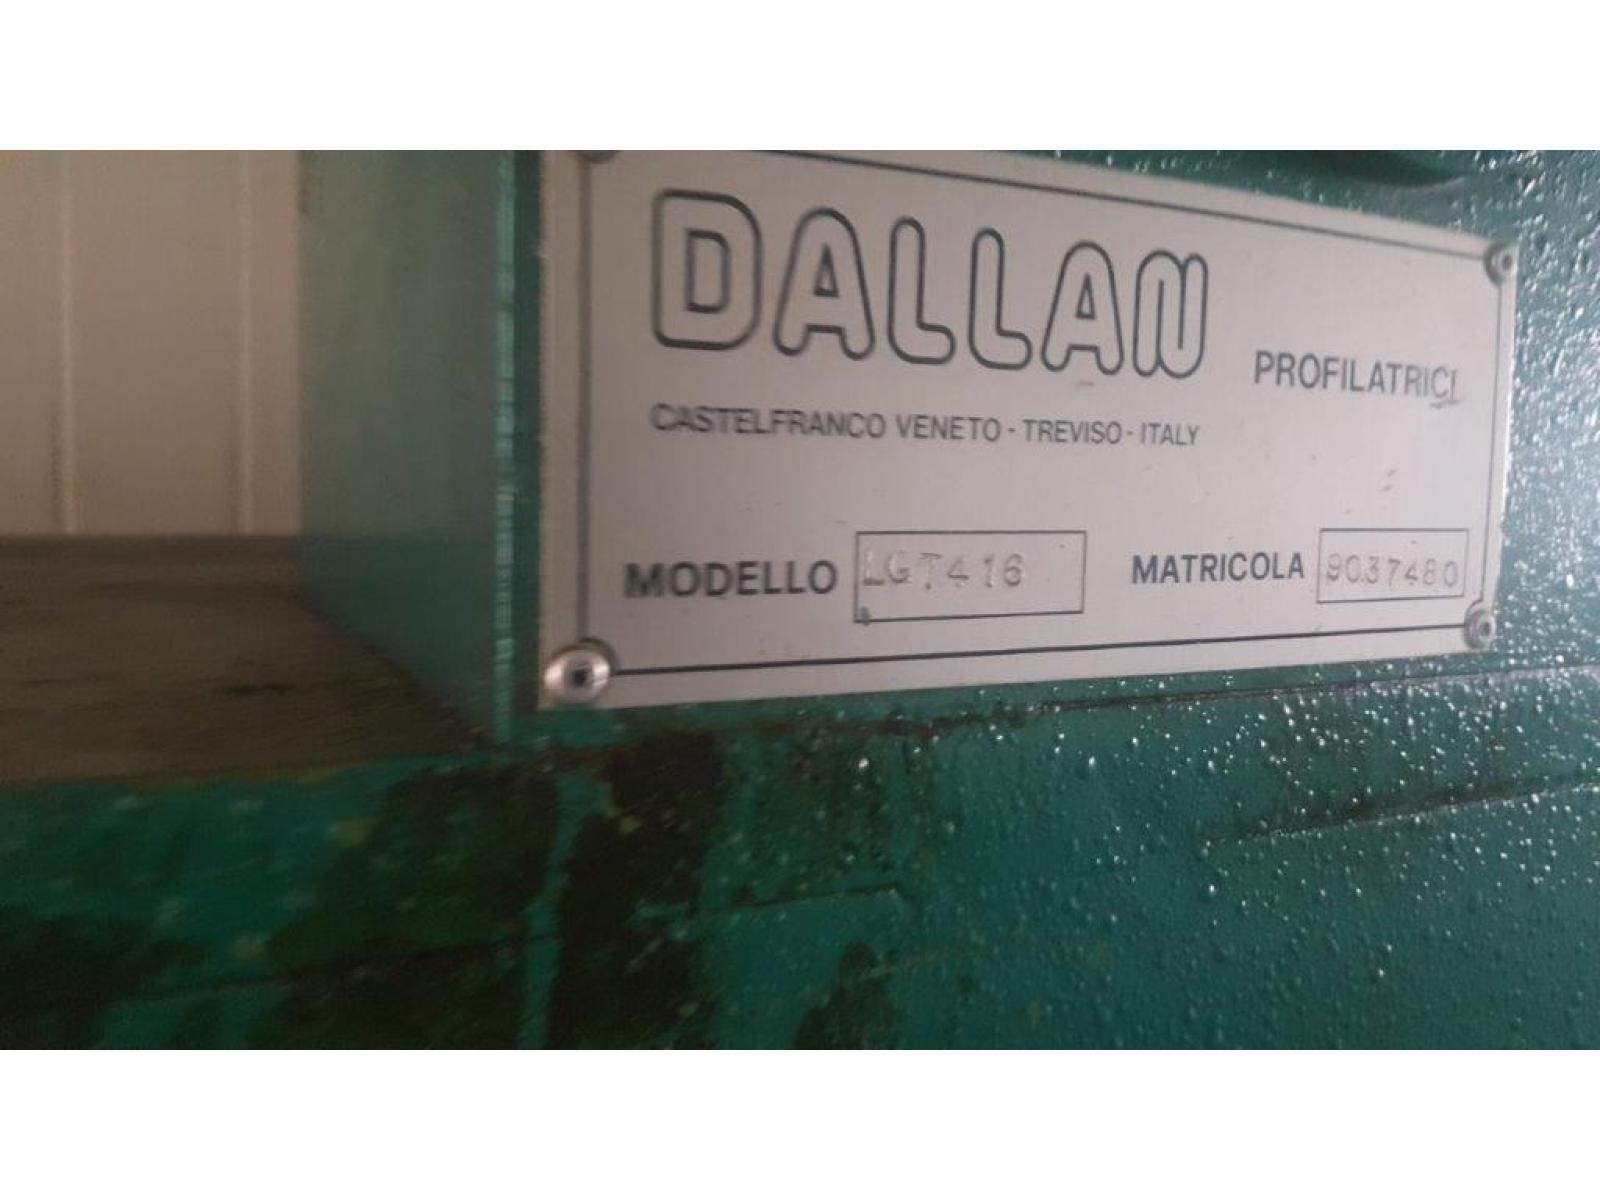 DALLAN PROFILATRICI
CASTELFRANCO VENETO - TREVISO - ITALY
MODELLO LGT416 MATRICOLA 9037480